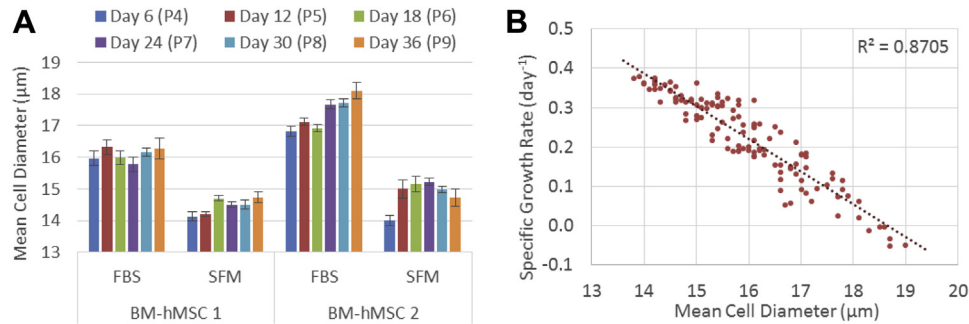 A
Day 6 (P4) Day 12 (P5) Day 18 (P6)
Day 24 (P7) Day 30 (P8) Day 36 (P9)
Mean Cell Diameter (µm)
19
18
17
16
15
14
13
FBS SFM FBS SFM
BM-hMSC 1 BM-hMSC 2
B
R² = 0.8705
Specific Growth Rate (day⁻¹)
0.5
0.4
0.3
0.2
0.1
0.0
-0.1
13 14 15 16 17 18 19 20
Mean Cell Diameter (µm)